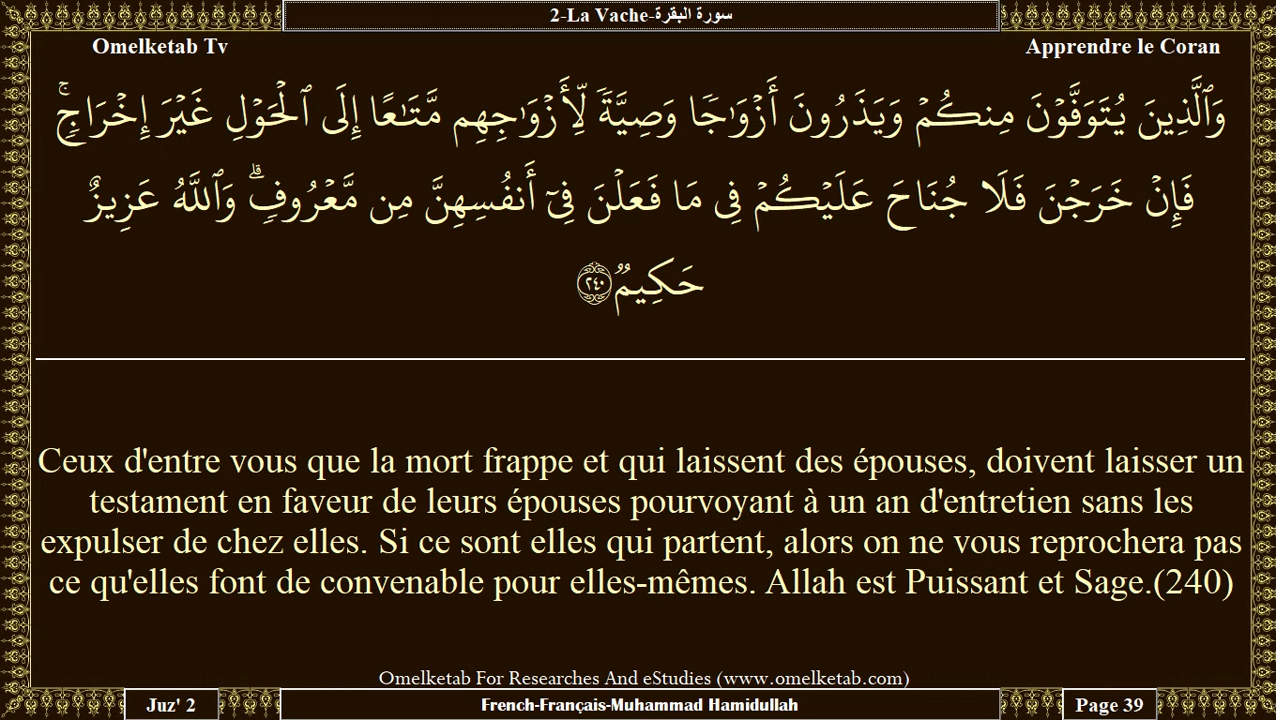 2-La Vache-سورة البقرة
Omelketab Tv
Apprendre le Coran
وَٱلَّذِينَ يُتَوَفَّوۡنَ مِنكُمۡ وَيَذَرُونَ أَزۡوَٰجٗا وَصِيَّةٗ لِّأَزۡوَٰجِهِم مَّتَٰعًا إِلَى ٱلۡحَوۡلِ غَيۡرَ إِخۡرَاجٖۚ
فَإِنۡ خَرَجۡنَ فَلَا جُنَاحَ عَلَيۡكُمۡ فِي مَا فَعَلۡنَ فِيٓ أَنفُسِهِنَّ مِن مَّعۡرُوفٖۗ وَٱللَّهُ عَزِيزٌ
حَكِيمٞ ٢٤٠
Ceux d'entre vous que la mort frappe et qui laissent des épouses, doivent laisser un
testament en faveur de leurs épouses pourvoyant à un an d'entretien sans les
expulser de chez elles. Si ce sont elles qui partent, alors on ne vous reprochera pas
ce qu'elles font de convenable pour elles-mêmes. Allah est Puissant et Sage.(240)
Omelketab For Researches And eStudies (www.omelketab.com)
Juz' 2
French-Français-Muhammad Hamidullah
Page 39